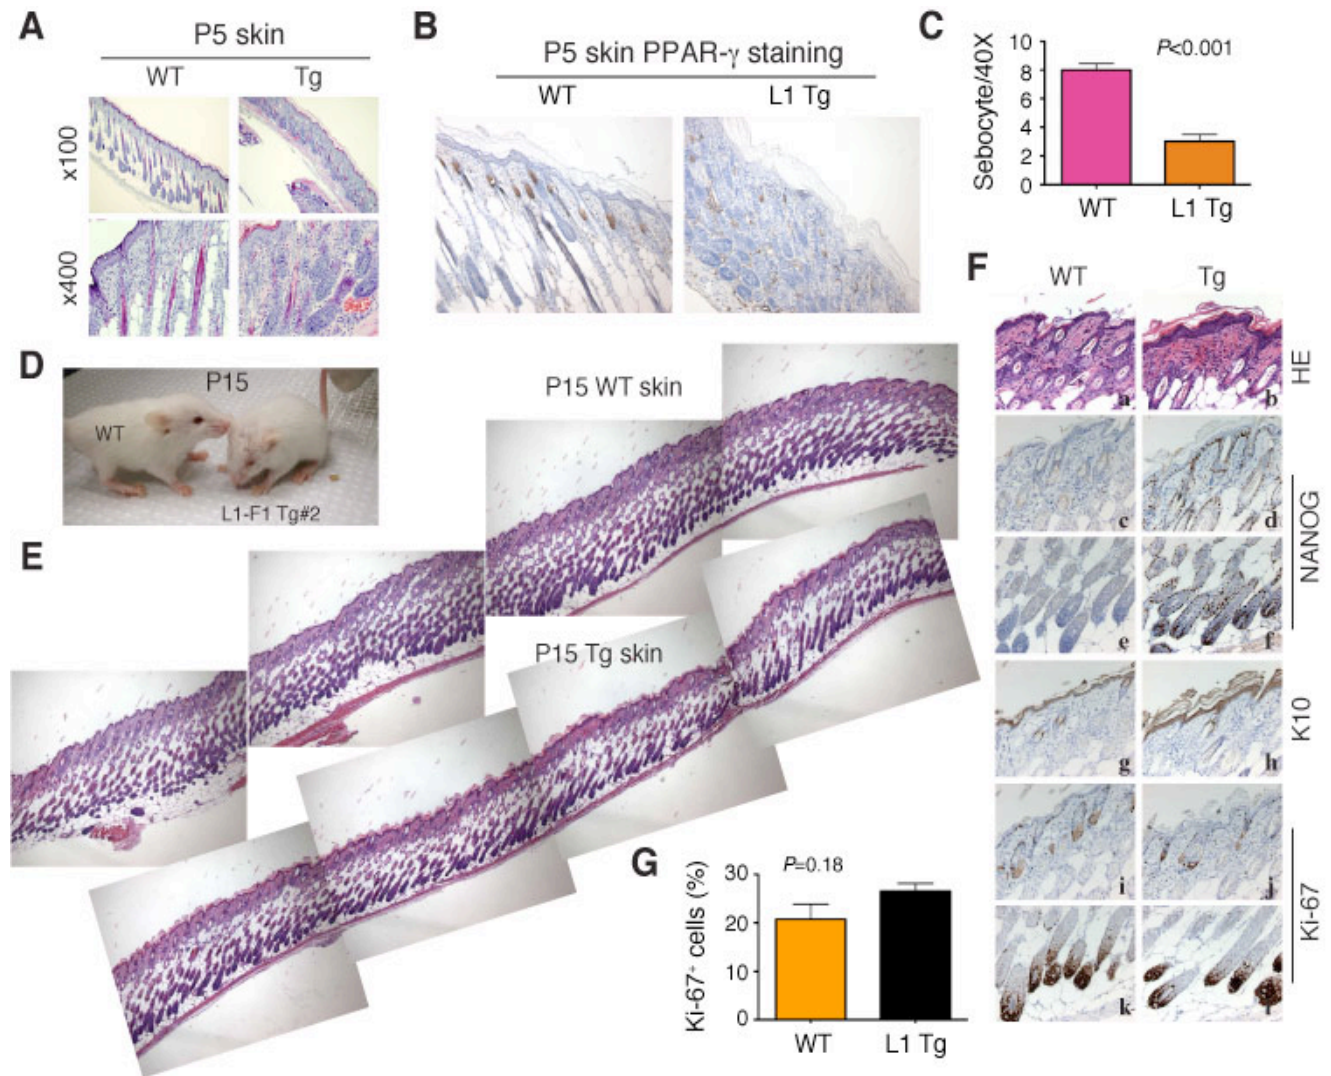 A
P5 skin
WT
Tg
x100
x400
B
P5 skin PPAR-γ staining
WT
L1 Tg
C
Sebocyte/40X
10
8
6
4
2
0
P<0.001
WT
L1 Tg
D
P15
WT
L1-F1 Tg#2
E
P15 WT skin
P15 Tg skin
F
WT
Tg
a
b
HE
c
d
e
f
NANOG
g
h
K10
i
j
k
l
Ki-67
G
Ki-67⁺ cells (%)
30
20
10
0
P=0.18
WT
L1 Tg